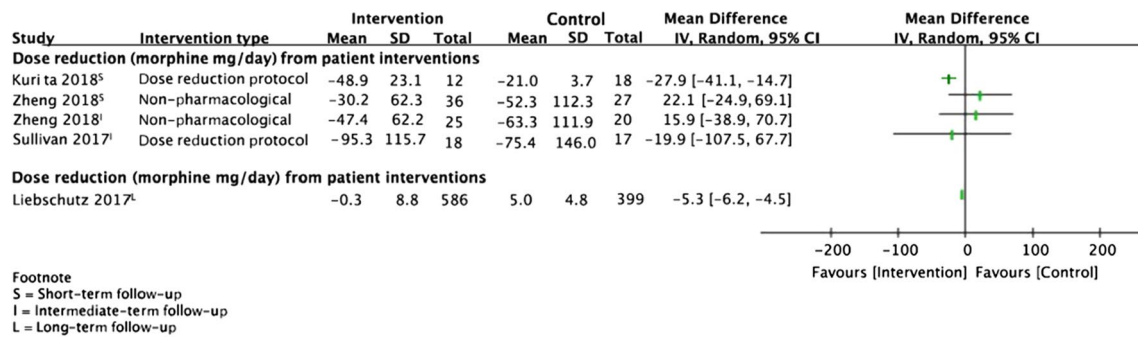 Intervention Control Mean Difference Mean Difference
Study Intervention type Mean SD Total Mean SD Total IV, Random, 95% CI IV, Random, 95% CI
Dose reduction (morphine mg/day) from patient interventions
Kuri ta 2018S Dose reduction protocol -48.9 23.1 12 -21.0 3.7 18 -27.9 [-41.1, -14.7]
Zheng 2018S Non-pharmacological -30.2 62.3 36 -52.3 112.3 27 22.1 [-24.9,69.1]
Zheng 2018I Non-pharmacological -47.4 62.2 25 -63.3 111.9 20 15.9 [-38.9, 70.7]
Sullivan 2017I Dose reduction protocol -95.3 115.7 18 -75.4 146.0 17 -19.9 [-107.5, 67.7]
Dose reduction (morphine mg/day) from patient interventions
Liebschutz 2017L -0.3 8.8 586 5.0 4.8 399 -5.3 [-6.2, -4.5]
-200 -100 0 100 200
Favours [Intervention] Favours [Control]
Footnote
S = Short-term follow-up
I = Intermediate-term follow-up
L = Long-term follow-up